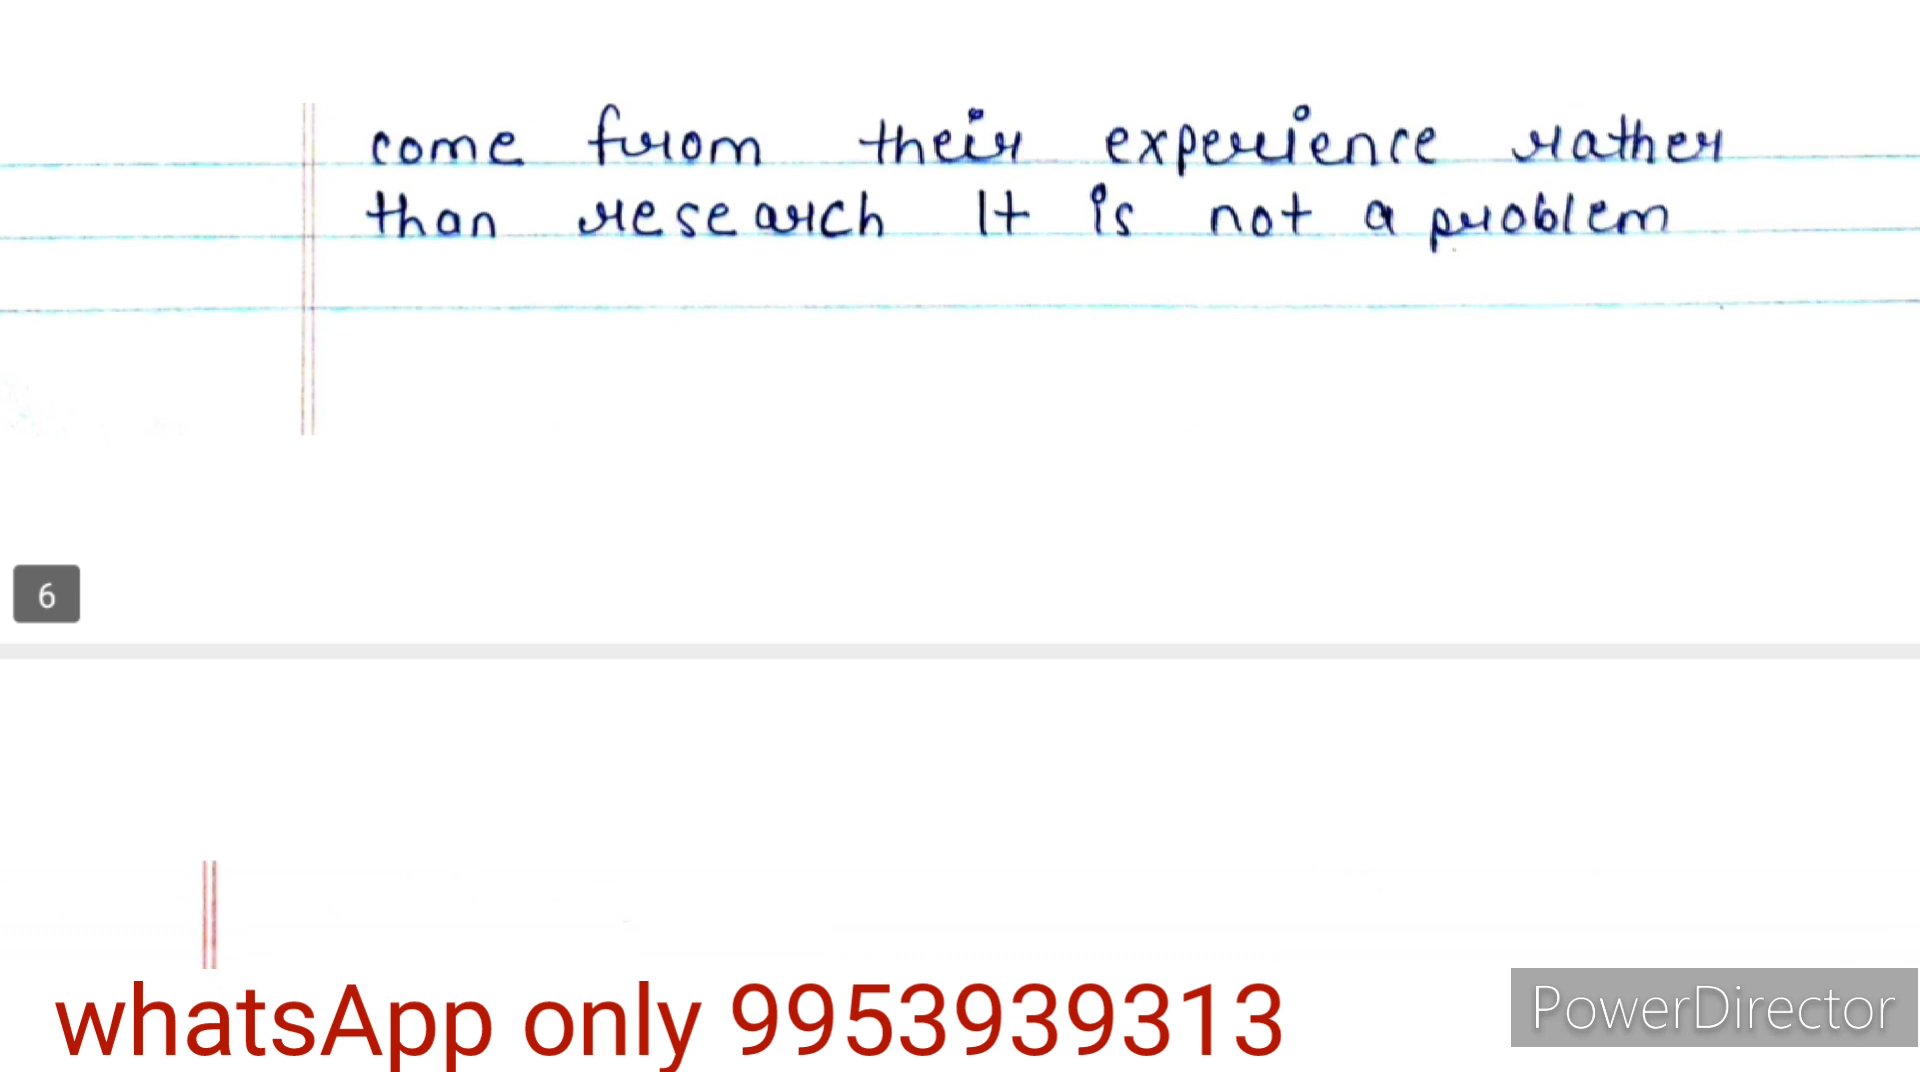 come from their experience rather
than research It is not a problem
6
whatsApp only 9953939313
PowerDirector